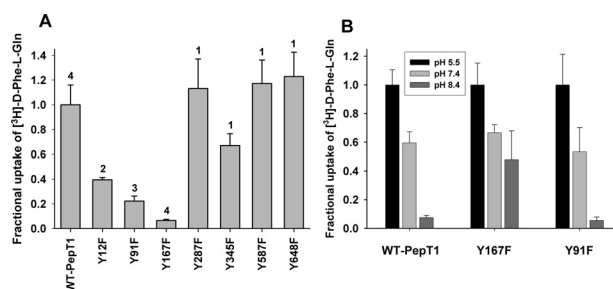 A
Fractional uptake of [³H]-D-Phe-L-Gln
1.4
1.2
1.0
0.8
0.6
0.4
0.2
0.0
4
2
3
4
1
1
1
1
WT-PepT1
Y12F
Y91F
Y167F
Y287F
Y345F
Y587F
Y648F
B
Fractional uptake of [³H]-D-Phe-L-Gln
1.2
1.0
0.8
0.6
0.4
0.2
0.0
pH 5.5
pH 7.4
pH 8.4
WT-PepT1
Y167F
Y91F